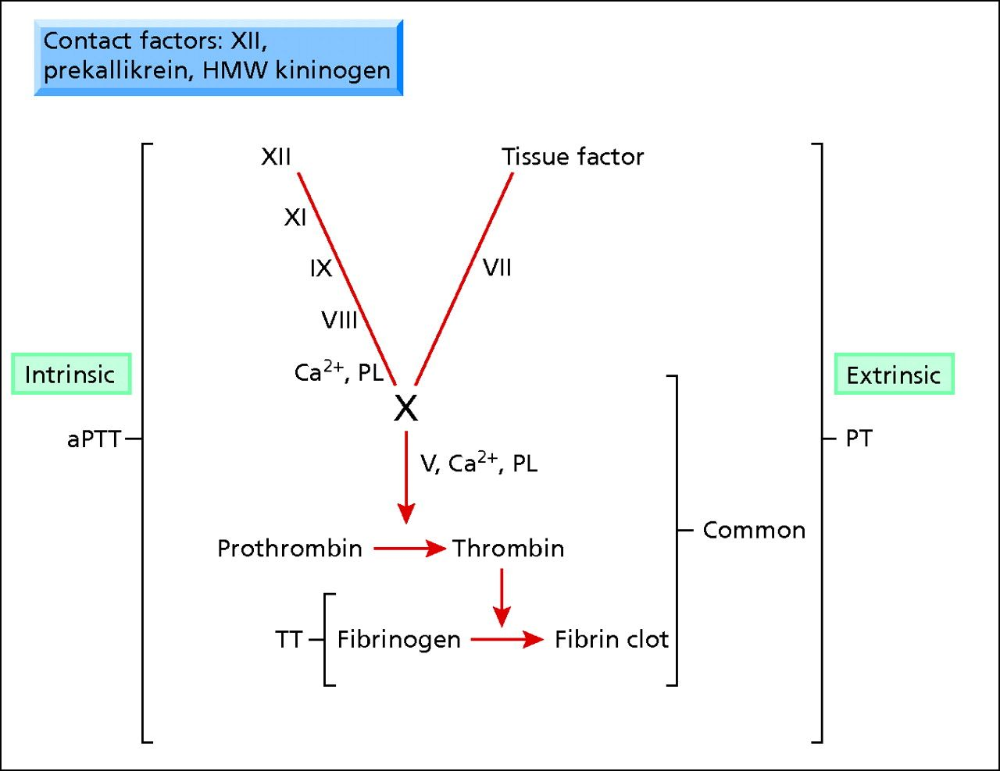 Contact factors: XII,
prekallikrein, HMW kininogen
XII
Tissue factor
XI
IX
VII
VIII
Ca²⁺, PL
Intrinsic
Extrinsic
X
aPTT
PT
V, Ca²⁺, PL
Common
Prothrombin
Thrombin
TT
Fibrinogen
Fibrin clot